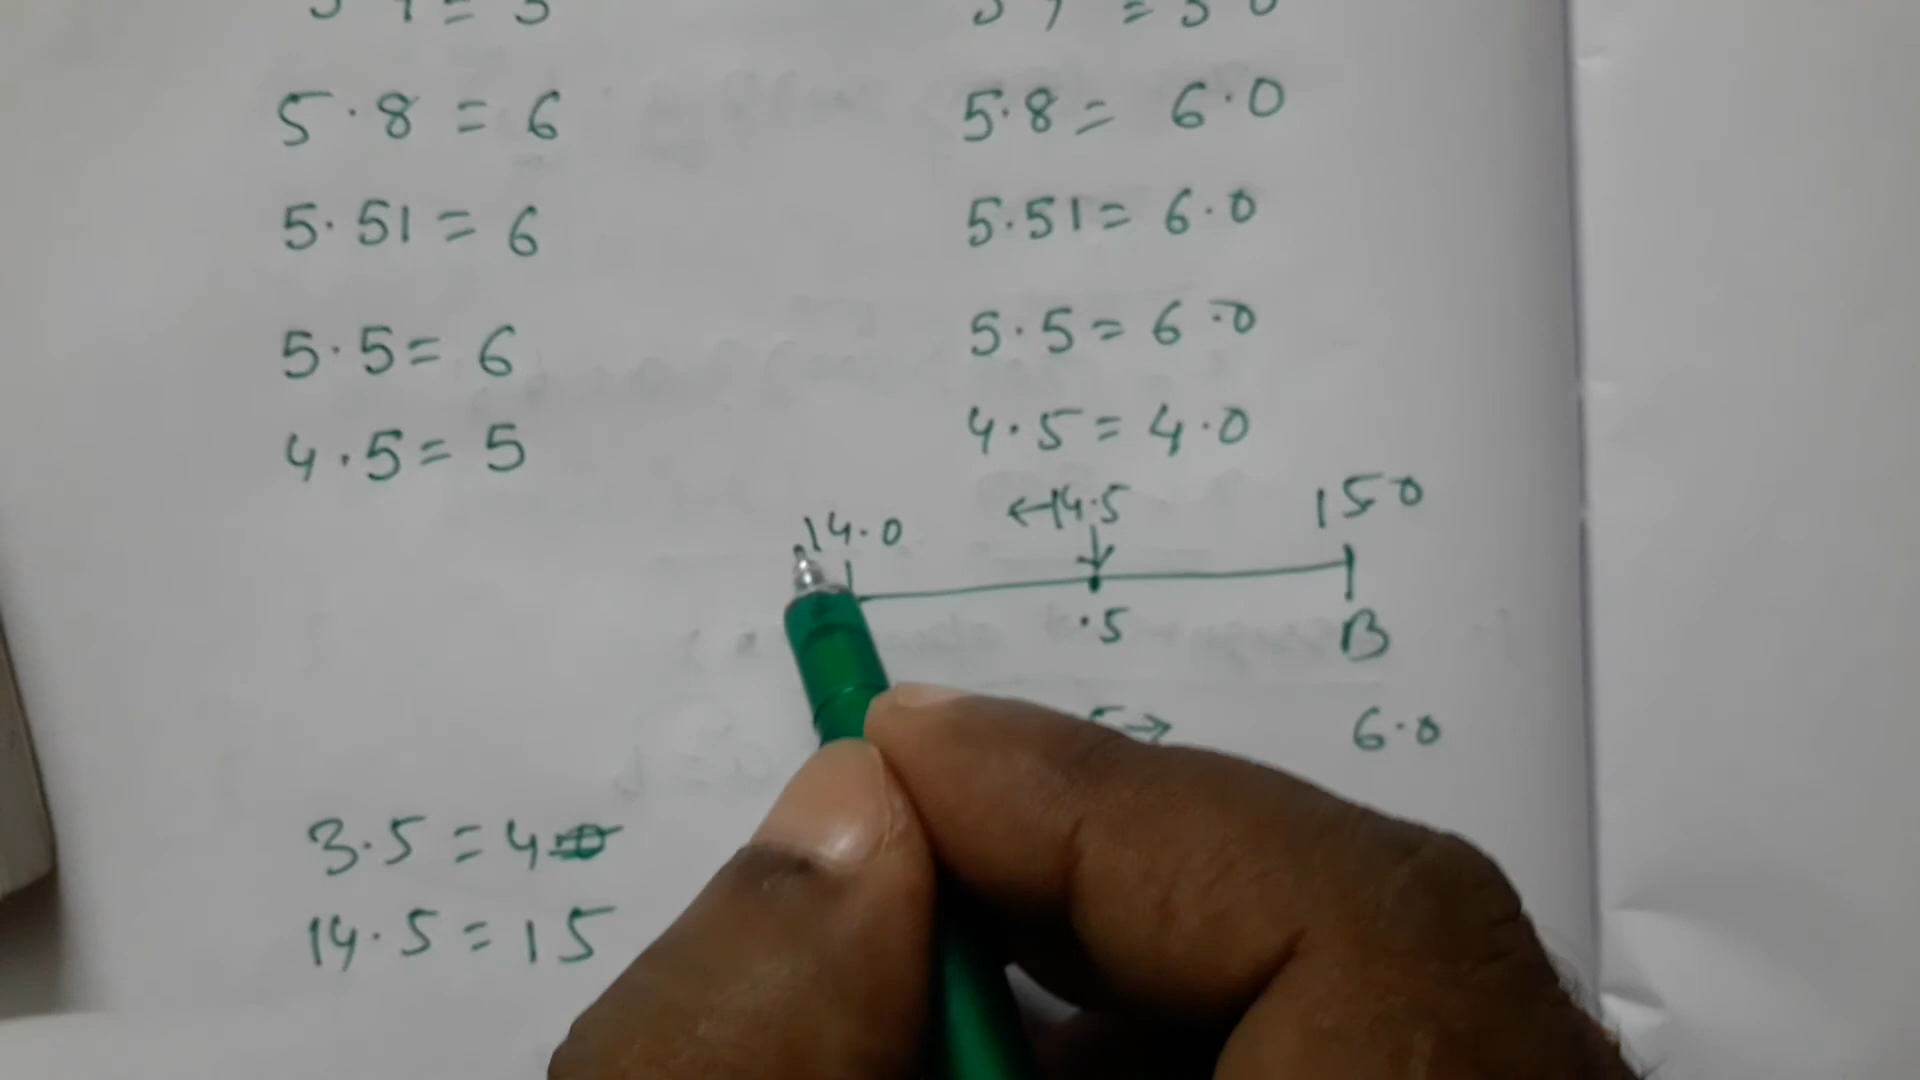 5.8 = 6 5.8 = 6.0
5.51 = 6 5.51 = 6.0
5.5 = 6 5.5 = 6.0
4.5 = 5 4.5 = 4.0
14.0 ←14.5 150
.5 B
5→ 6.0
3.5 = 4
14.5 = 15